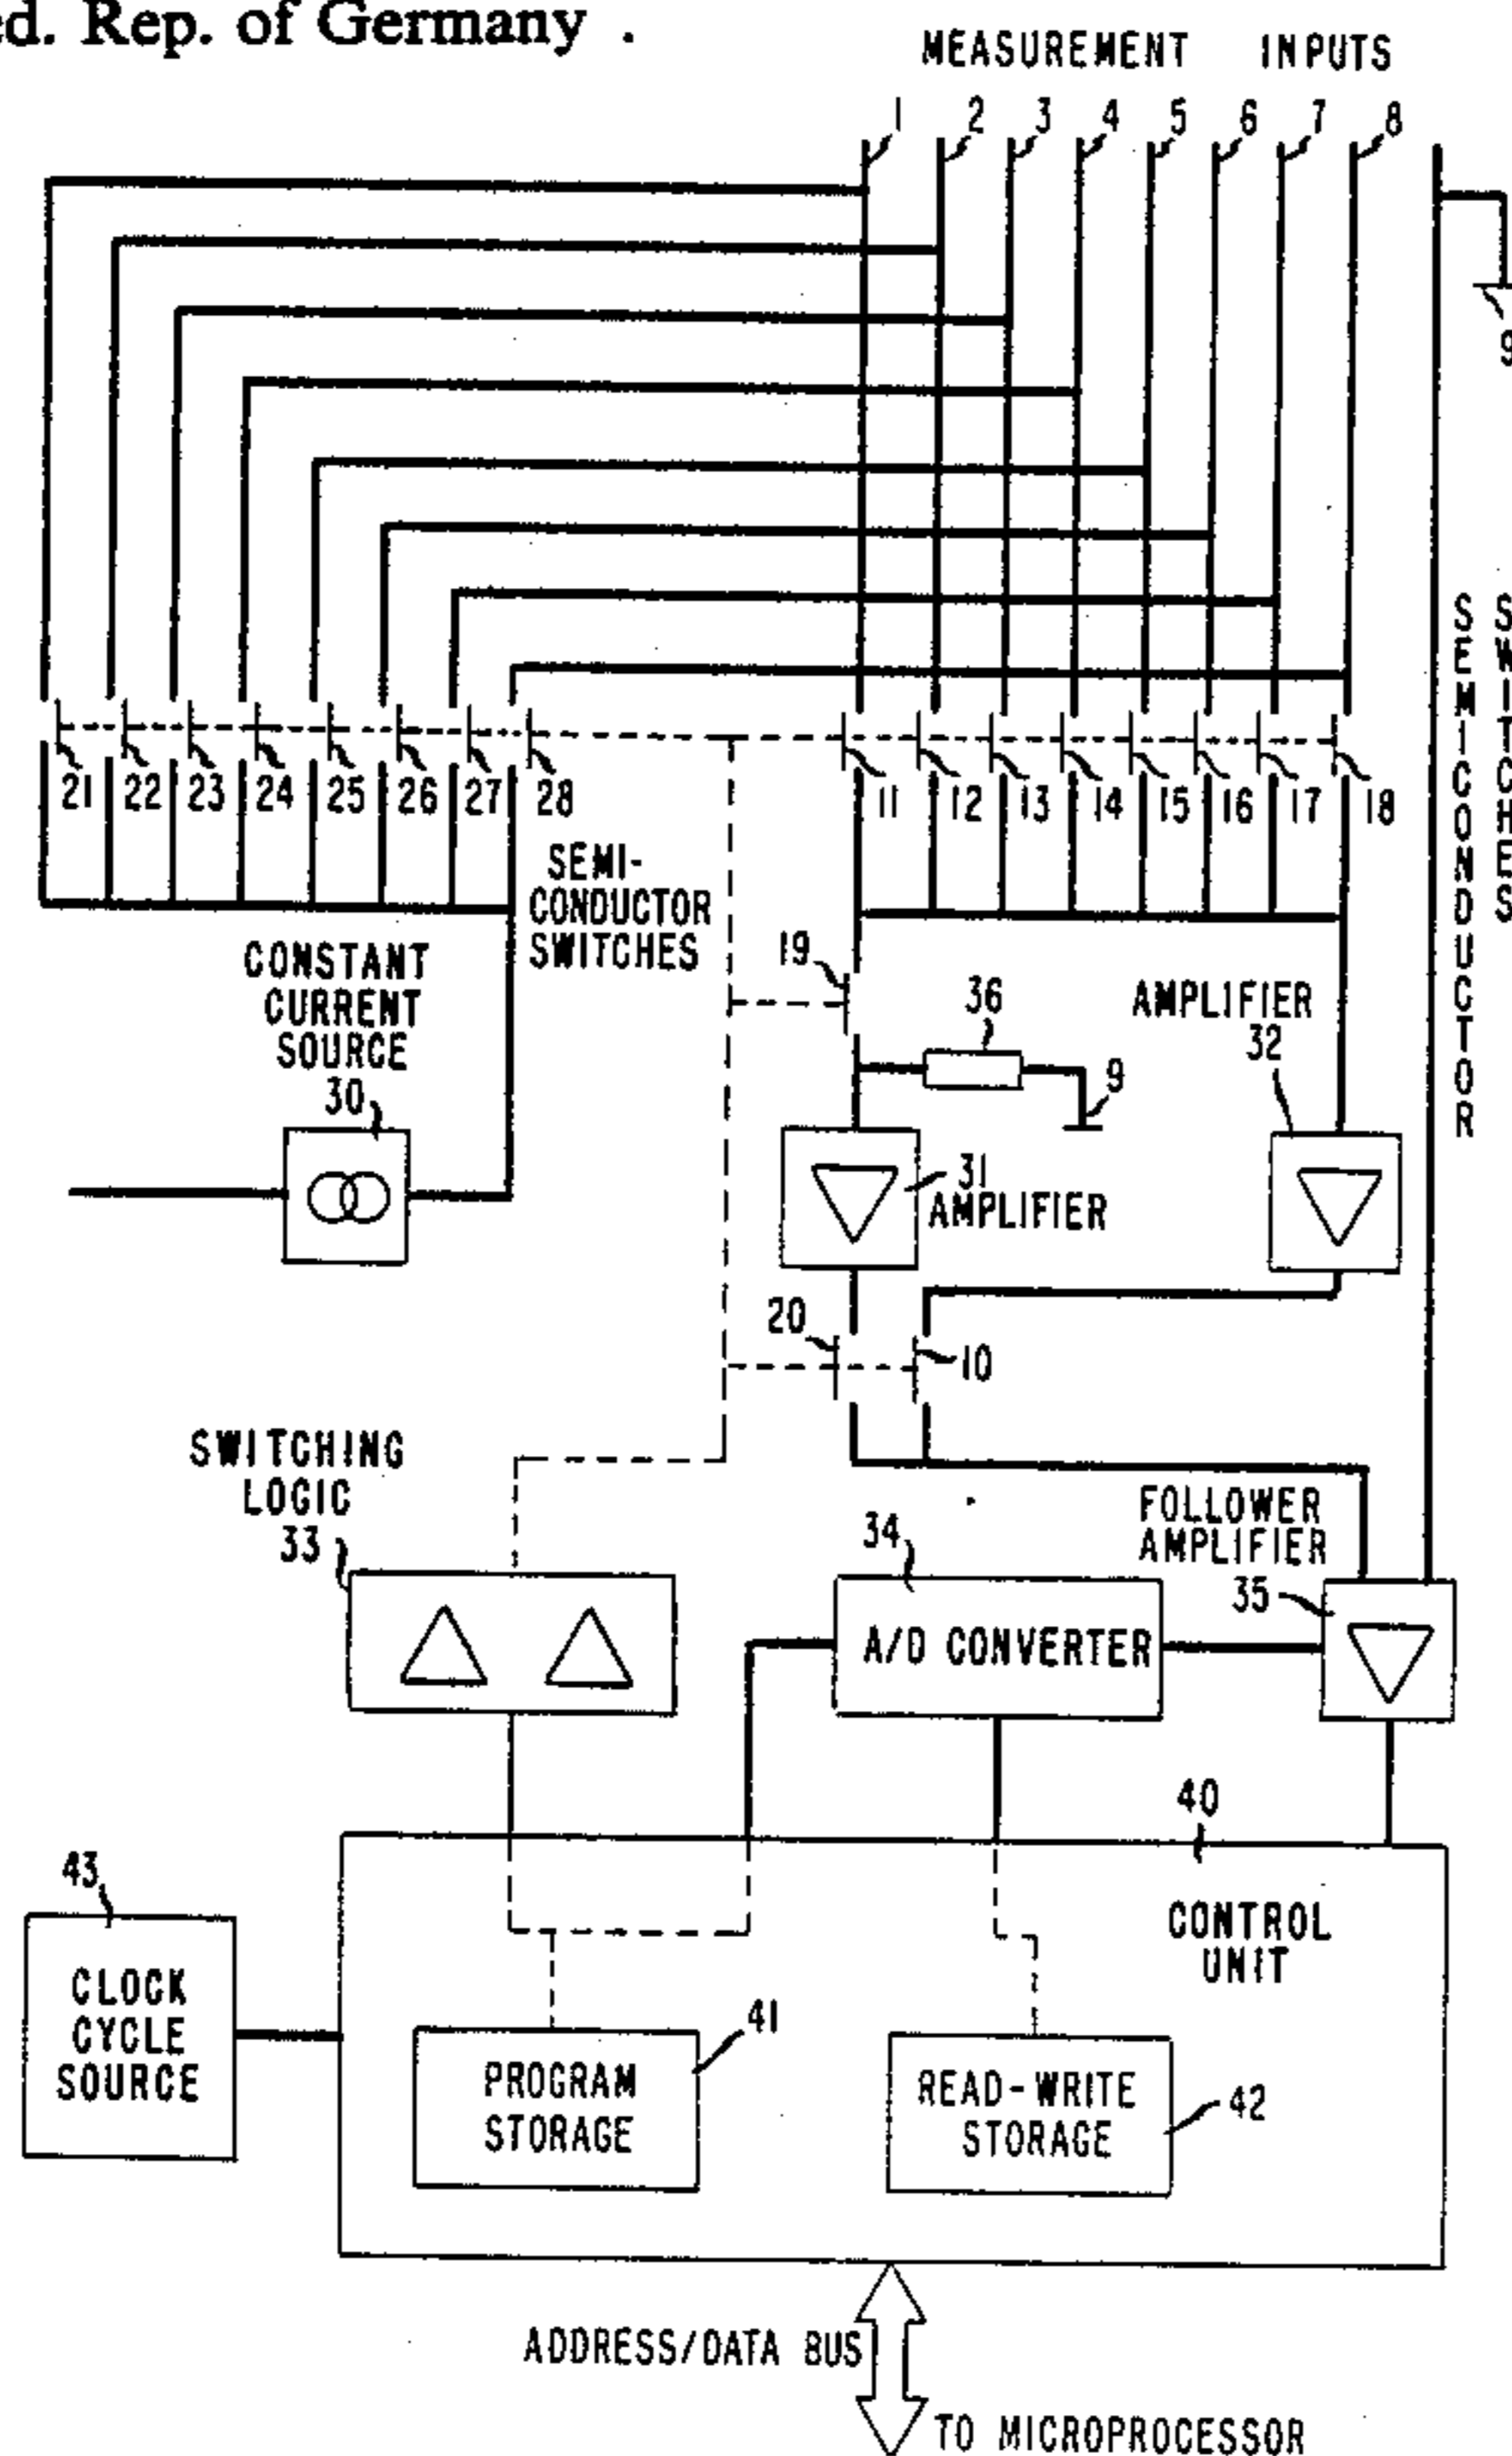 ed. Rep. of Germany .
MEASUREMENT INPUTS
1 2 3 4 5 6 7 8
9
21 22 23 24 25 26 27 28
11 12 13 14 15 16 17 18
SEMICONDUCTOR
SWITCHES
SEMI-
CONDUCTOR
SWITCHES
CONSTANT
CURRENT
SOURCE
30
19
36
9
AMPLIFIER
32
31
AMPLIFIER
20
10
SWITCHING
LOGIC
33
34
A/D CONVERTER
FOLLOWER
AMPLIFIER
35
40
CONTROL
UNIT
43
CLOCK
CYCLE
SOURCE
41
PROGRAM
STORAGE
42
READ-WRITE
STORAGE
ADDRESS/DATA BUS
TO MICROPROCESSOR